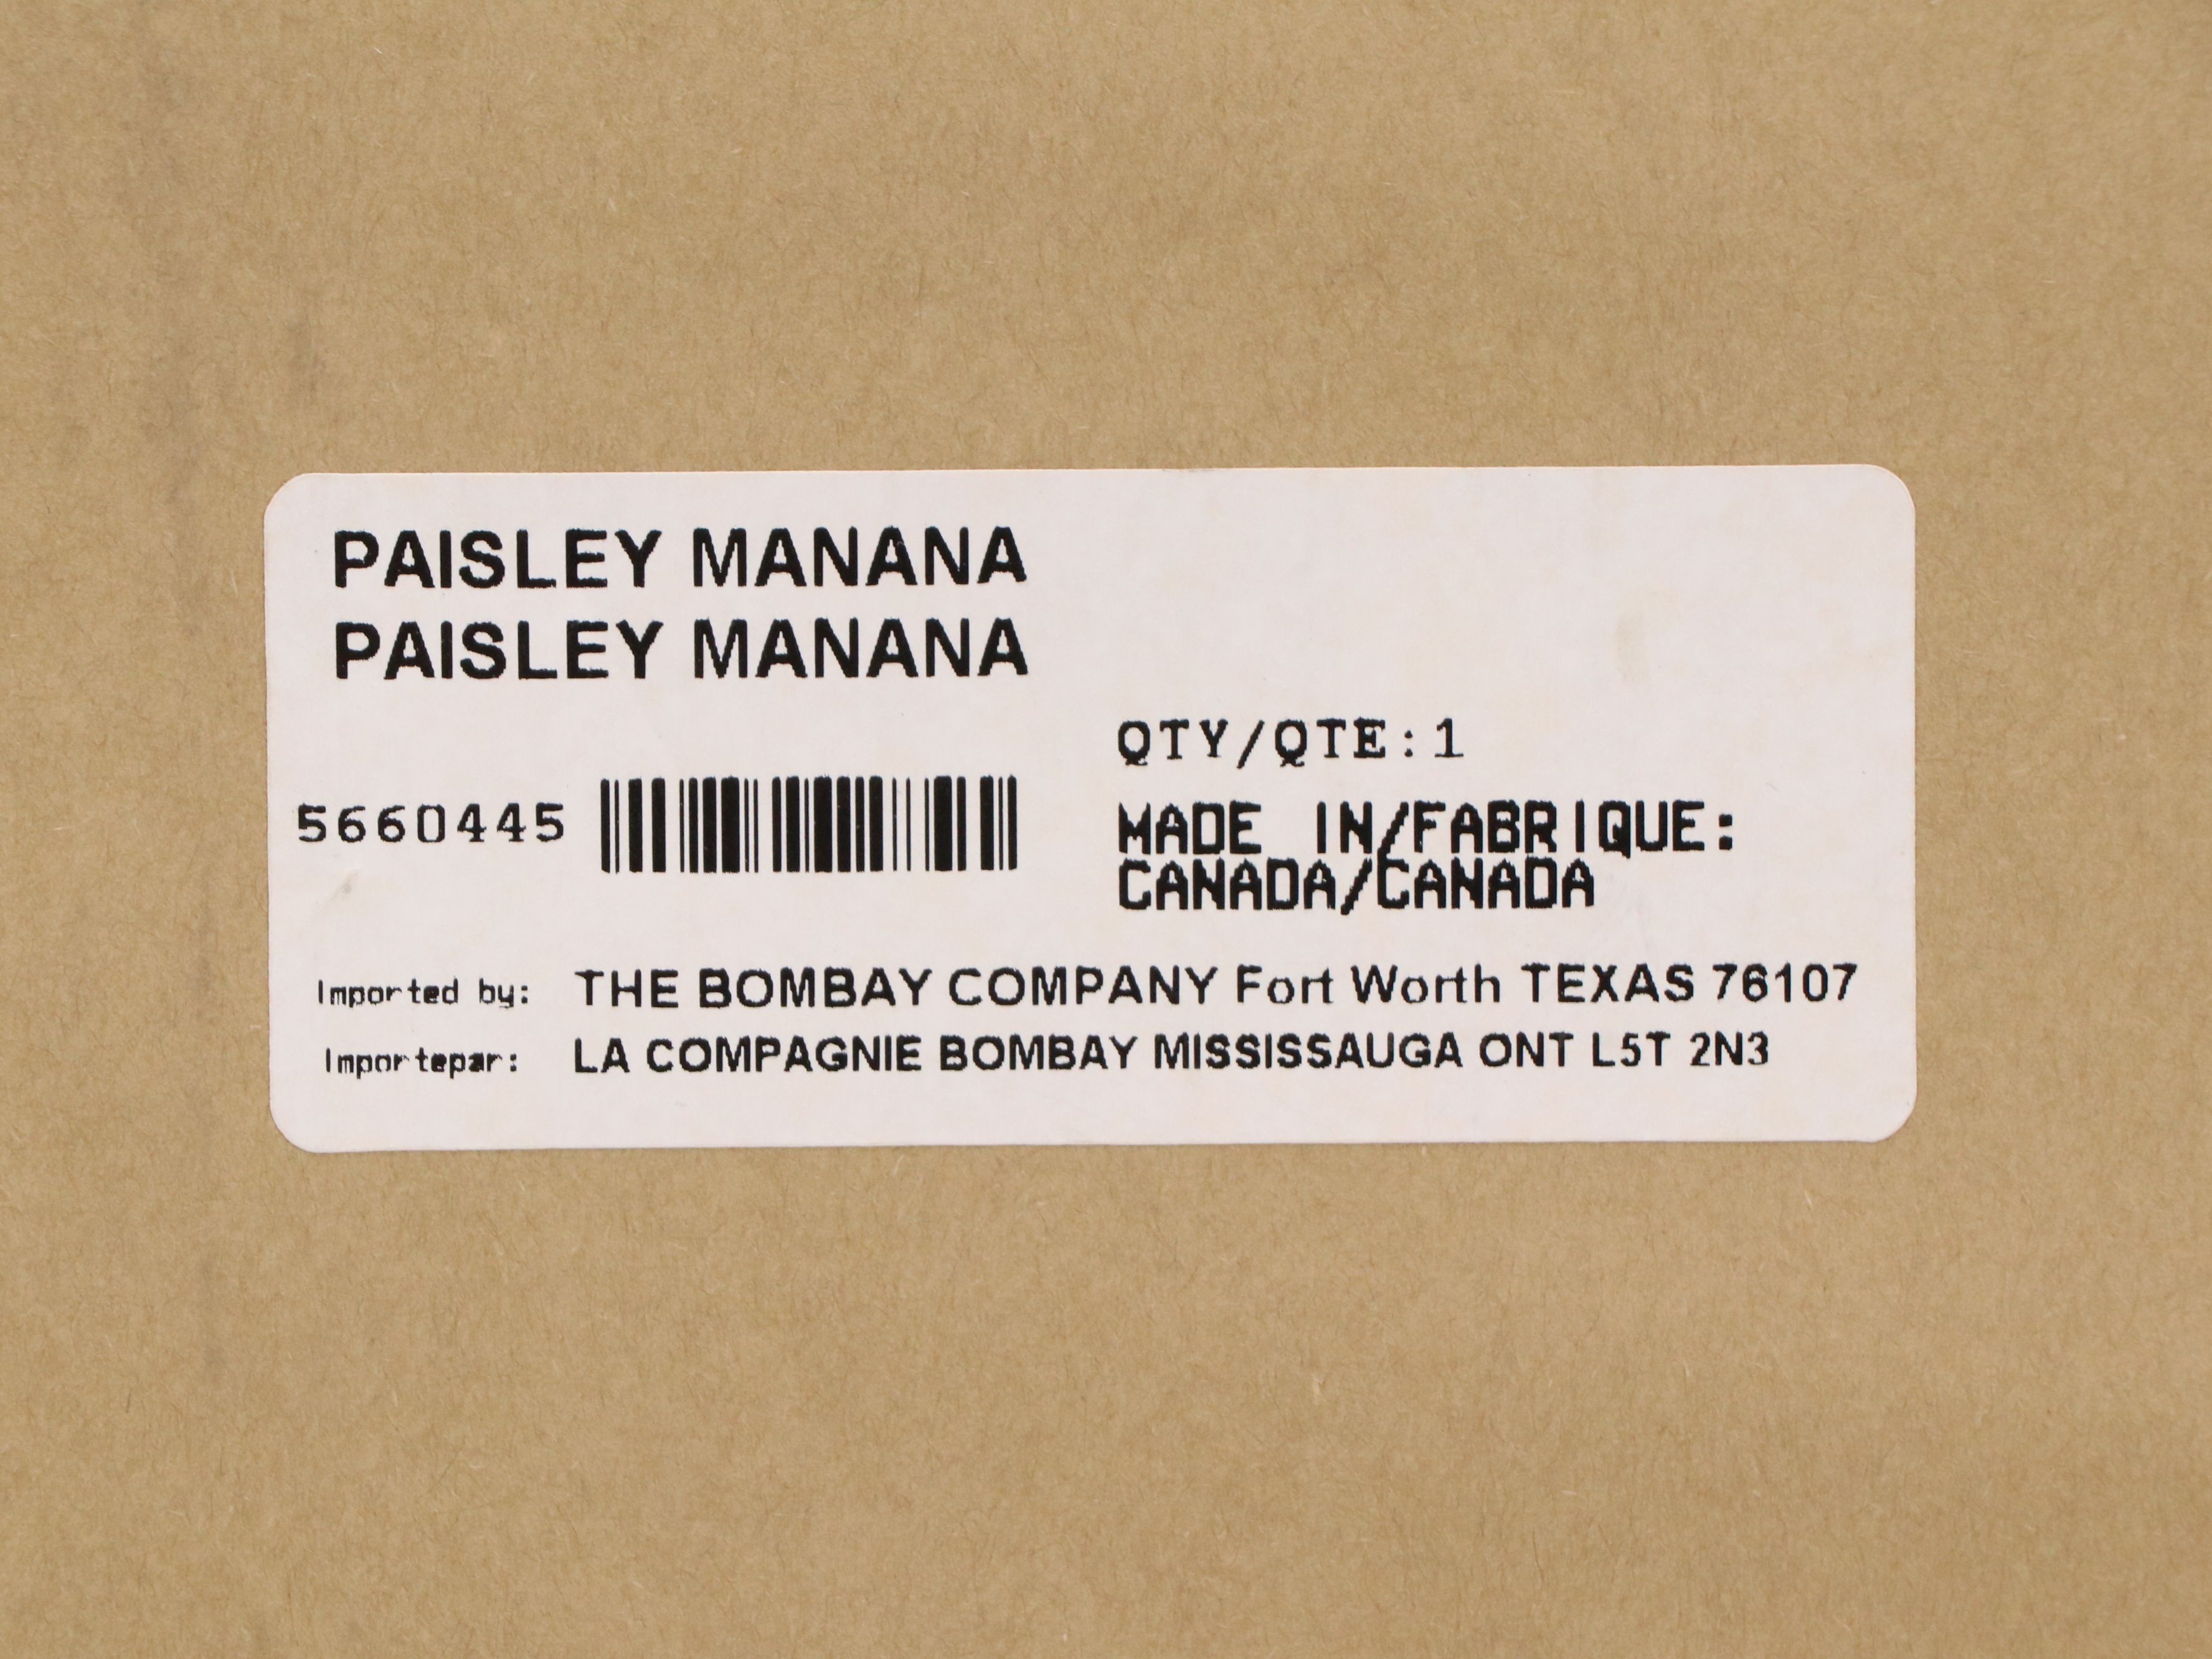 PAISLEY MANANA
PAISLEY MANANA
QTY/QTE:1
5660445
MADE IN/FABRIQUE:
CANADA/CANADA
Imported by: THE BOMBAY COMPANY Fort Worth TEXAS 76107
Importepar: LA COMPAGNIE BOMBAY MISSISSAUGA ONT L5T 2N3